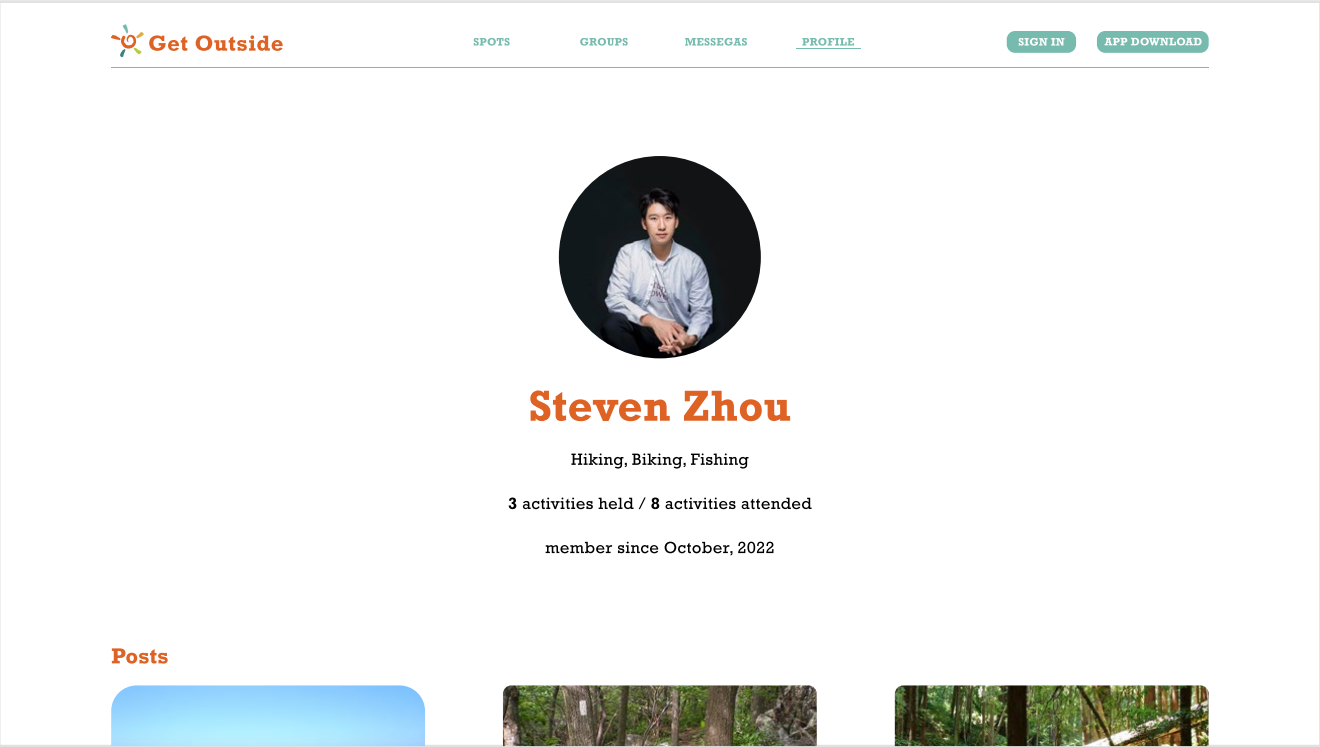 Get Outside
SPOTS
GROUPS
MESSEGAS
PROFILE
SIGN IN
APP DOWNLOAD
Steven Zhou
Hiking, Biking, Fishing
3 activities held / 8 activities attended
member since October, 2022
Posts